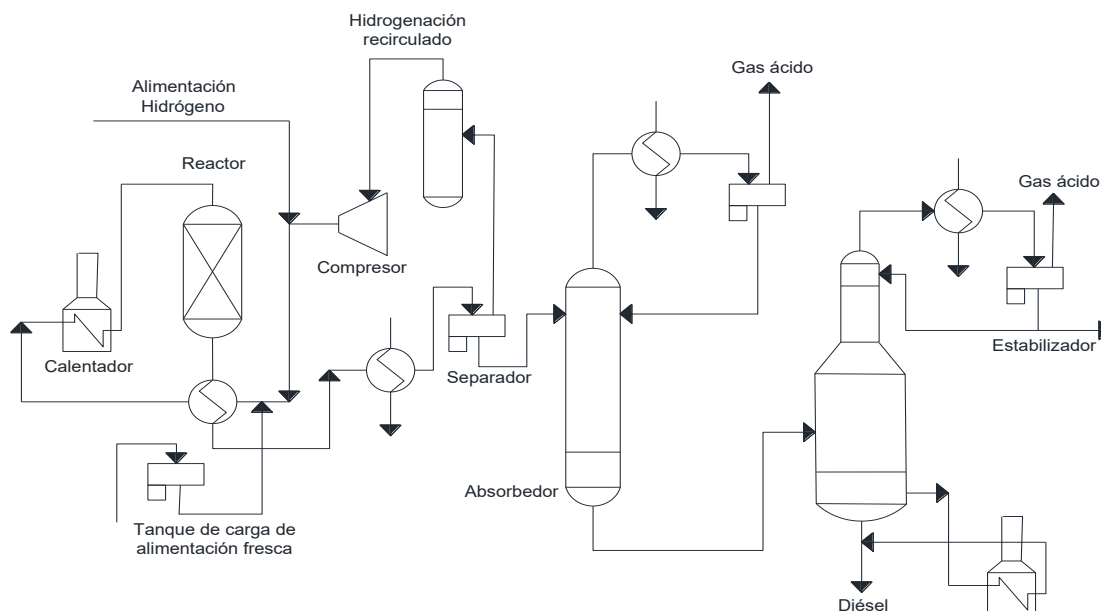 Hidrogenación
recirculado
Gas ácido
Alimentación
Hidrógeno
Reactor
Gas ácido
Compresor
Estabilizador
Calentador
Separador
Absorbedor
Tanque de carga de
alimentación fresca
Diésel